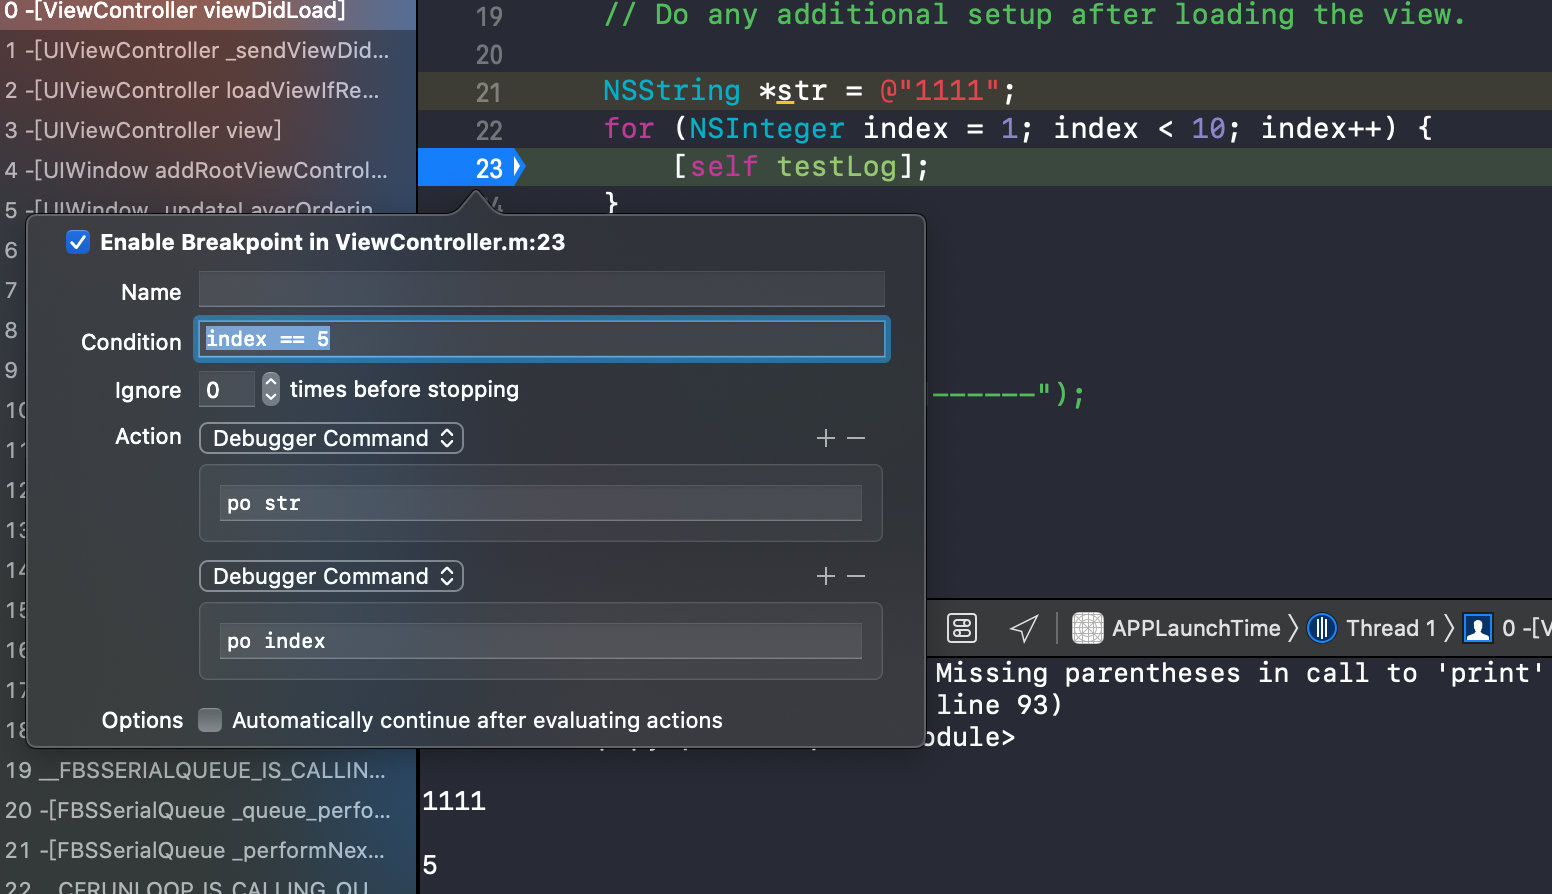 0 -[ViewController viewDidLoad]
1 -[UIViewController _sendViewDid...
2 -[UIViewController loadViewIfRe...
3 -[UIViewController view]
4 -[UIWindow addRootViewControl...
5 -[UIWindow _updateLayerOrderin
6
7
8
9
10
11
12
13
14
15
16
17
18
19 __FBSSERIALQUEUE_IS_CALLIN...
20 -[FBSSerialQueue _queue_perfo...
21 -[FBSSerialQueue _performNex...
22 __CFRUNLOOP_IS_CALLING_OU
19 // Do any additional setup after loading the view.
20
21 NSString *str = @"1111";
22 for (NSInteger index = 1; index < 10; index++) {
23 [self testLog];
}
------");
Enable Breakpoint in ViewController.m:23
Name
Condition index == 5
Ignore 0 times before stopping
Action Debugger Command
po str
Debugger Command
po index
Options Automatically continue after evaluating actions
APPLaunchTime 〉 Thread 1 〉 0 -[V
Missing parentheses in call to 'print'
line 93)
odule>
1111
5